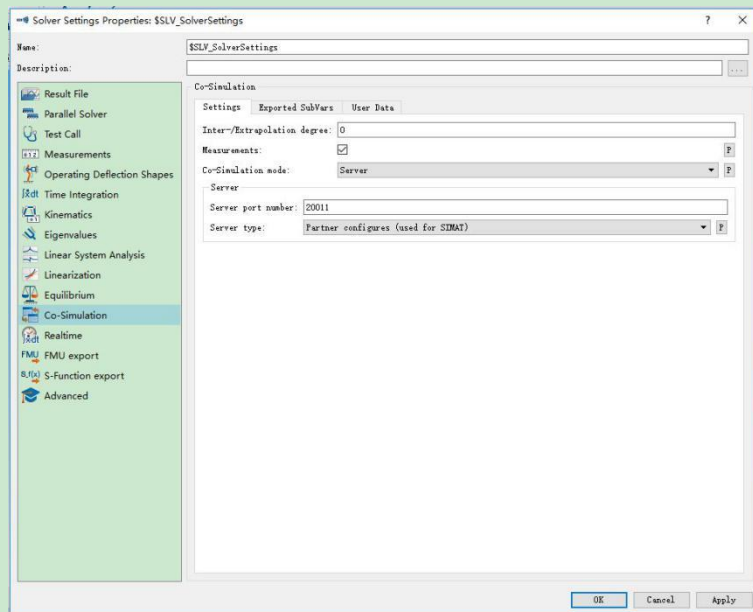 Solver Settings Properties: $SLV_SolverSettings
?
Name:
$SLV_SolverSettings
Description:
...
Result File
Parallel Solver
Test Call
Measurements
Operating Deflection Shapes
Time Integration
Kinematics
Eigenvalues
Linear System Analysis
Linearization
Equilibrium
Co-Simulation
Realtime
FMU export
S-Function export
Advanced
Co-Simulation
Settings Exported SubVars User Data
Inter-/Extrapolation degree: 0
Measurements: P
Co-Simulation mode: Server P
Server
Server port number: 20011
Server type: Partner configures (used for SIMAT) P
OK Cancel Apply